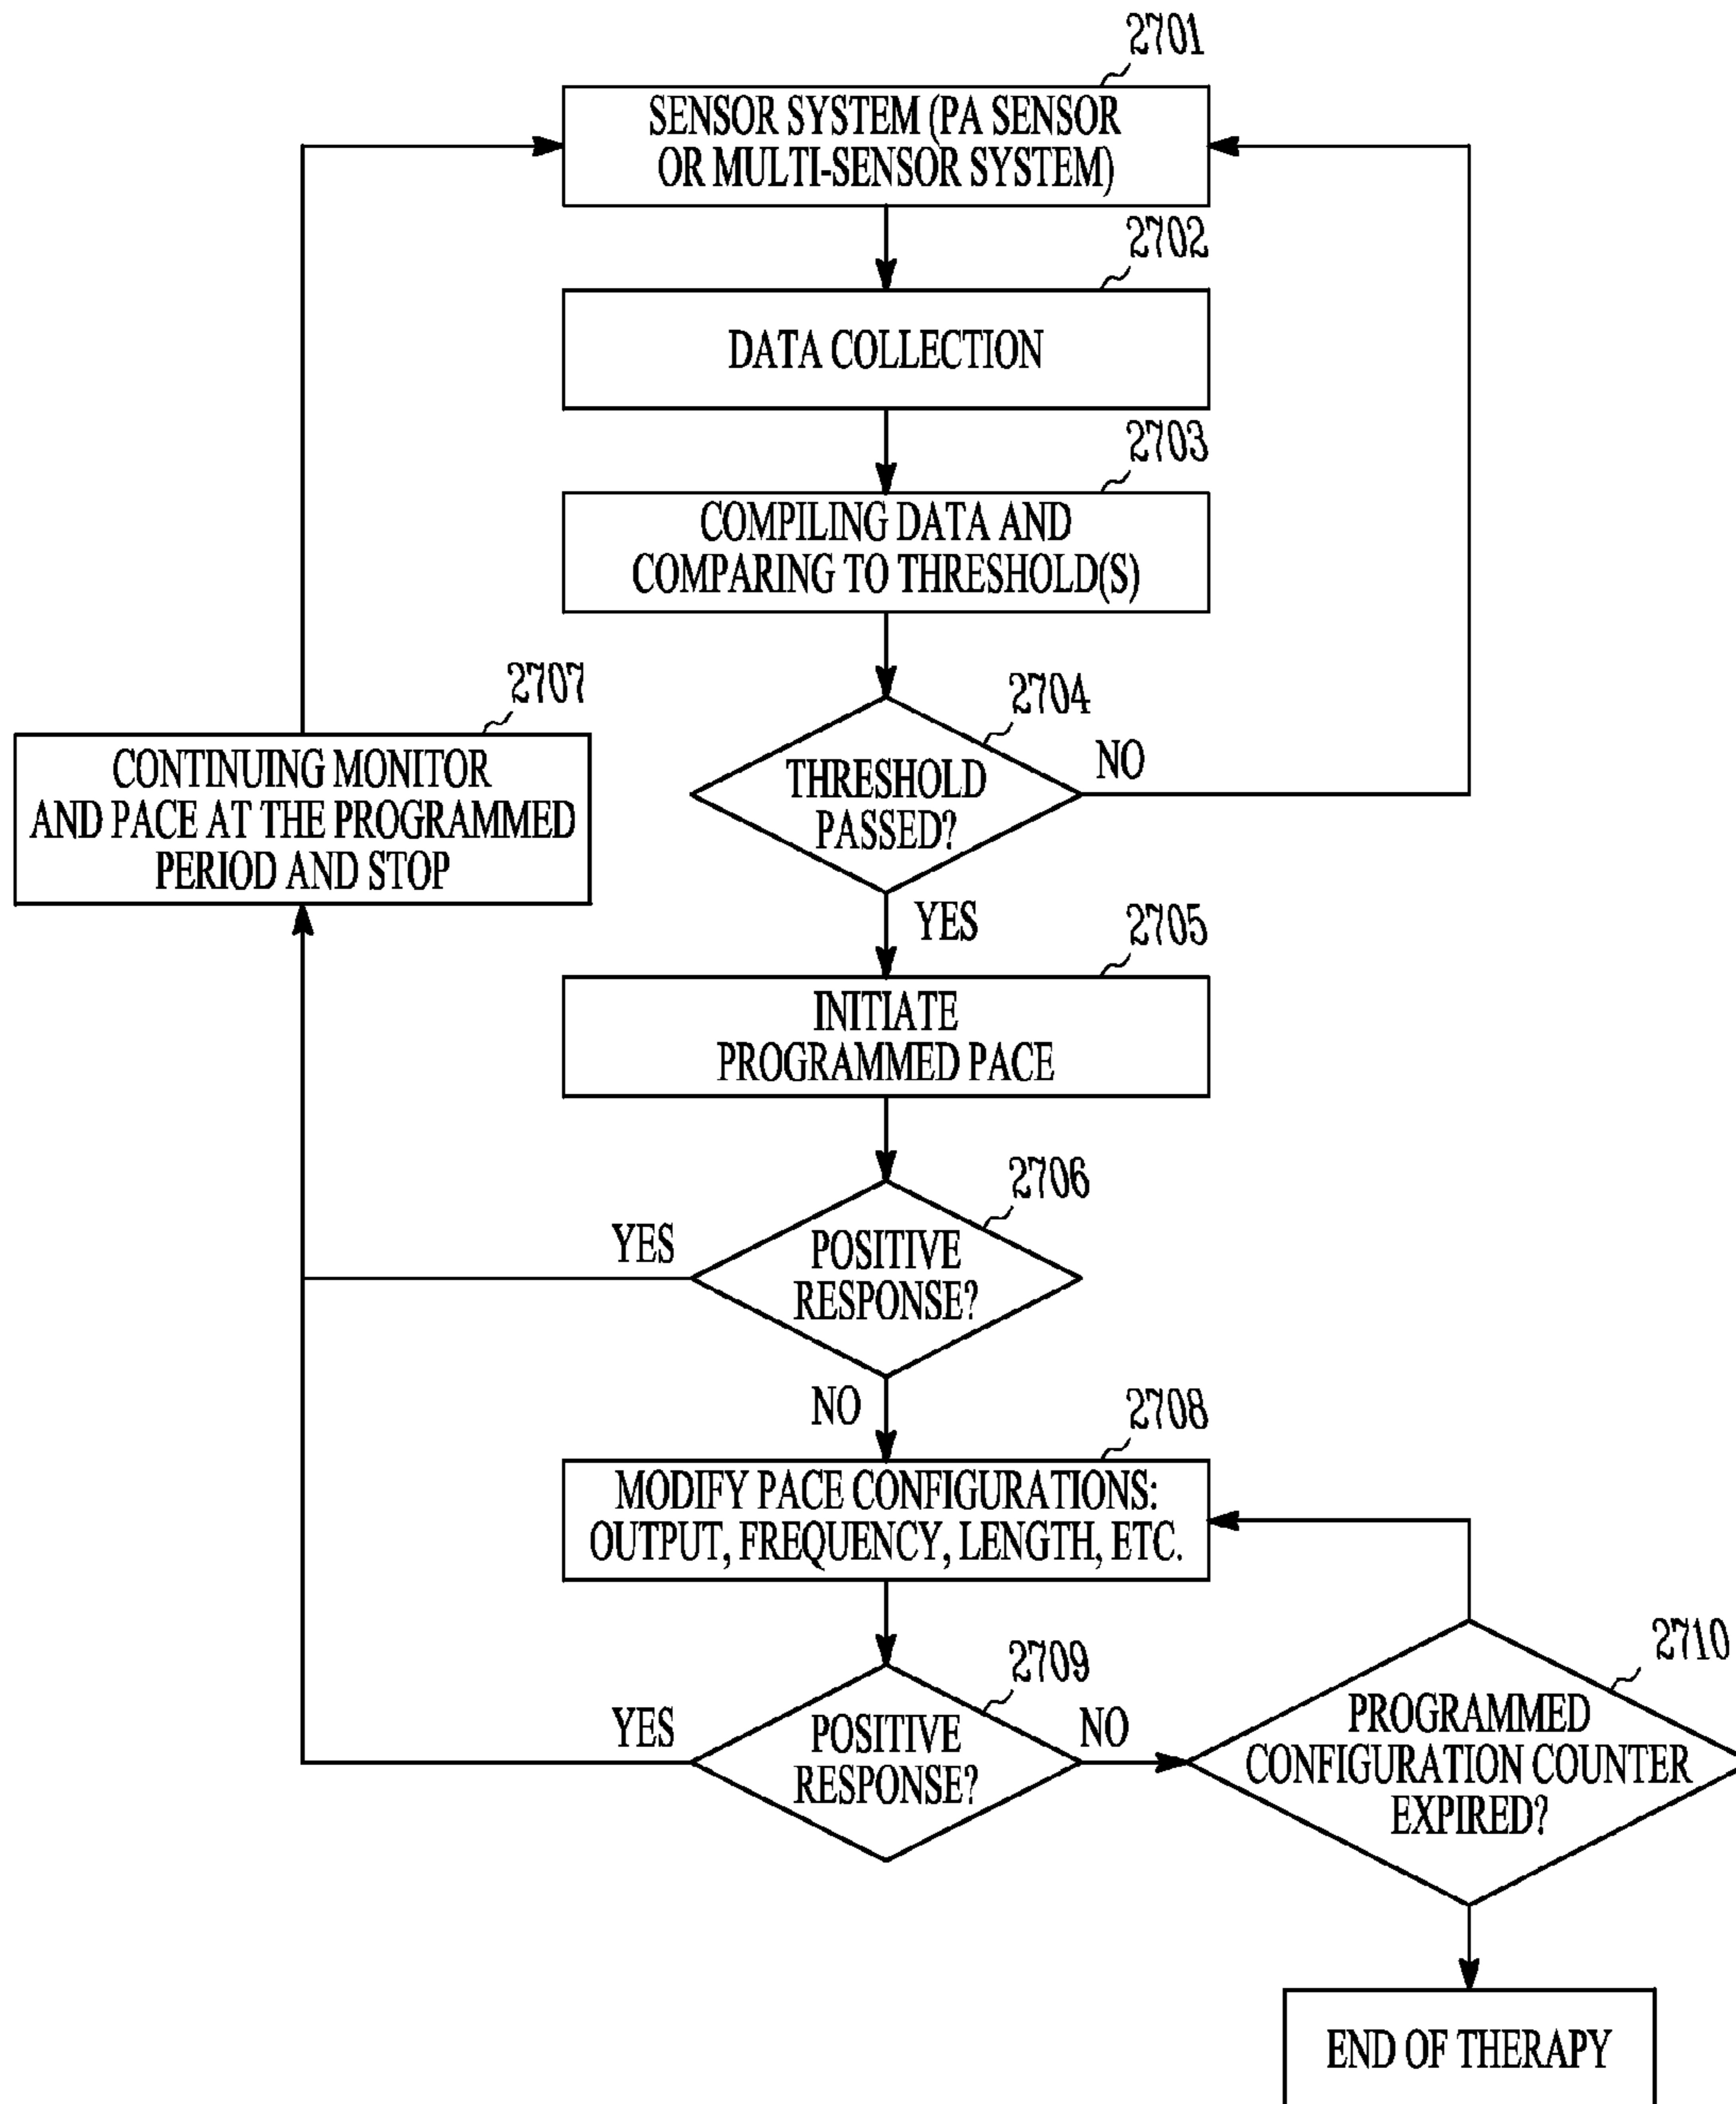 2701
SENSOR SYSTEM (PA SENSOR
OR MULTI-SENSOR SYSTEM)
2702
DATA COLLECTION
2703
COMPILING DATA AND
COMPARING TO THRESHOLD(S)
2704
THRESHOLD
PASSED?
NO
YES
2707
CONTINUING MONITOR
AND PACE AT THE PROGRAMMED
PERIOD AND STOP
2705
INITIATE
PROGRAMMED PACE
2706
POSITIVE
RESPONSE?
YES
NO
2708
MODIFY PACE CONFIGURATIONS:
OUTPUT, FREQUENCY, LENGTH, ETC.
2709
POSITIVE
RESPONSE?
YES
NO
2710
PROGRAMMED
CONFIGURATION COUNTER
EXPIRED?
END OF THERAPY